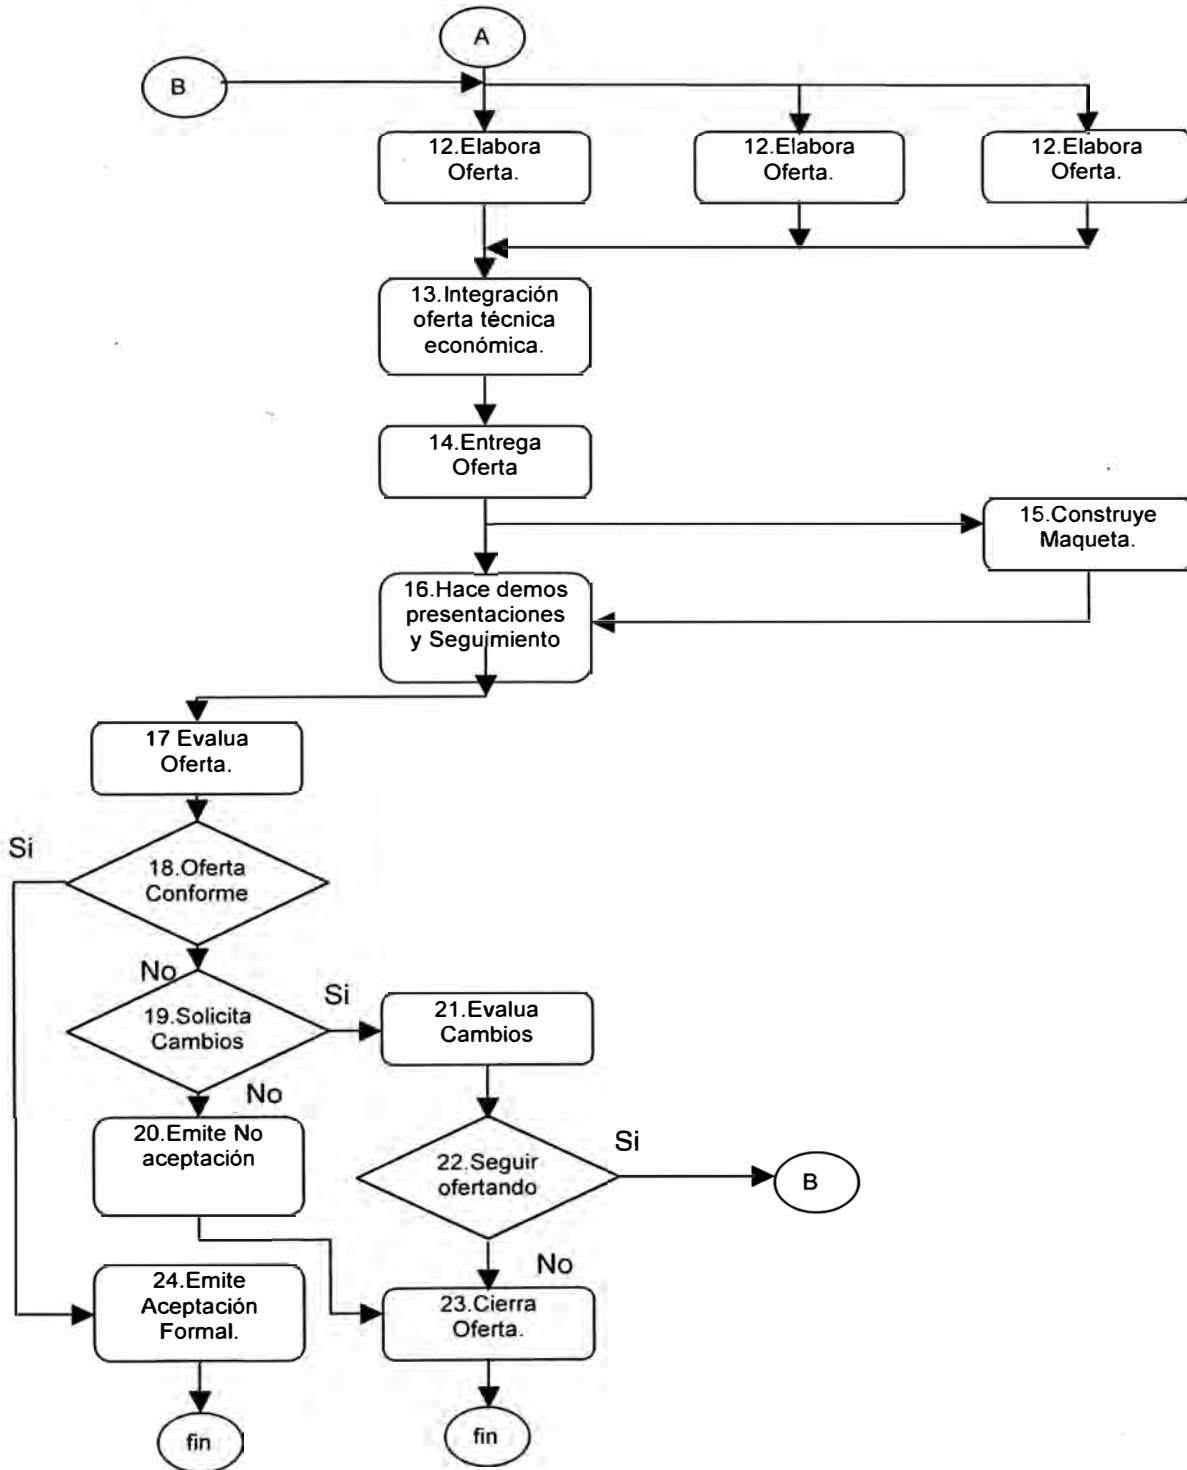 A
B
12.Elabora
Oferta.
12.Elabora
Oferta.
12.Elabora
Oferta.
13.Integración
oferta técnica
económica.
14.Entrega
Oferta
15.Construye
Maqueta.
16.Hace demos
presentaciones
y Seguimiento
17 Evalua
Oferta.
Si
18.Oferta
Conforme
No
19.Solicita
Cambios
Si
21.Evalua
Cambios
No
20.Emite No
aceptación
22.Seguir
ofertando
Si
B
No
24.Emite
Aceptación
Formal.
23.Cierra
Oferta.
fin
fin